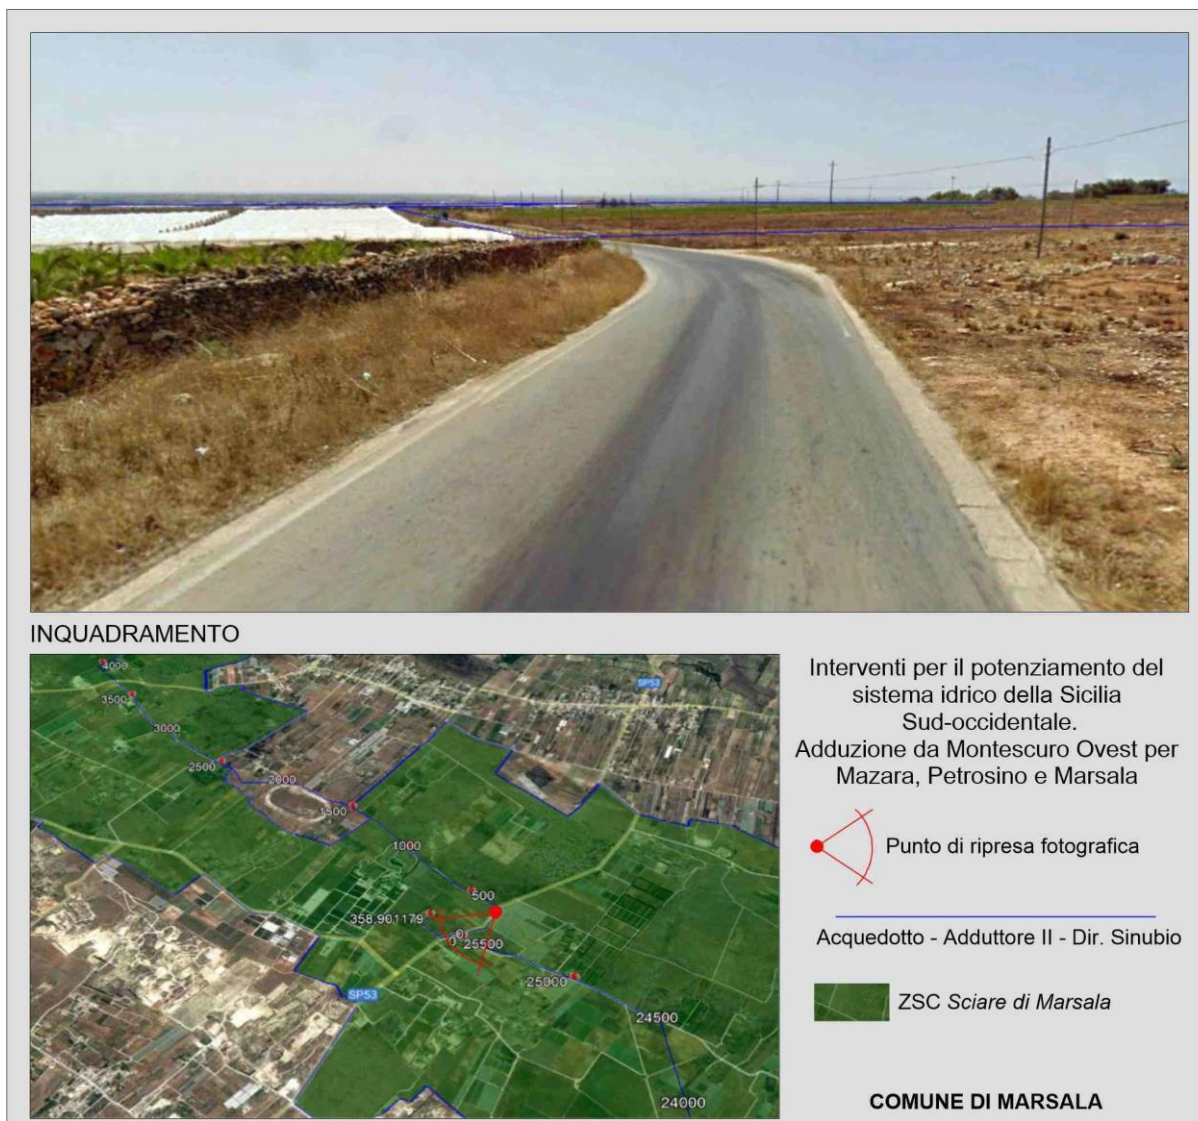 INQUADRAMENTO
4000
3500
3000
2500
2000
1500
1000
500
358.901179
0
0
25500
25000
24500
24000
SP53
SP53
Interventi per il potenziamento del
sistema idrico della Sicilia
Sud-occidentale.
Adduzione da Montescuro Ovest per
Mazara, Petrosino e Marsala
Punto di ripresa fotografica
Acquedotto - Adduttore II - Dir. Sinubio
ZSC Sciare di Marsala
COMUNE DI MARSALA